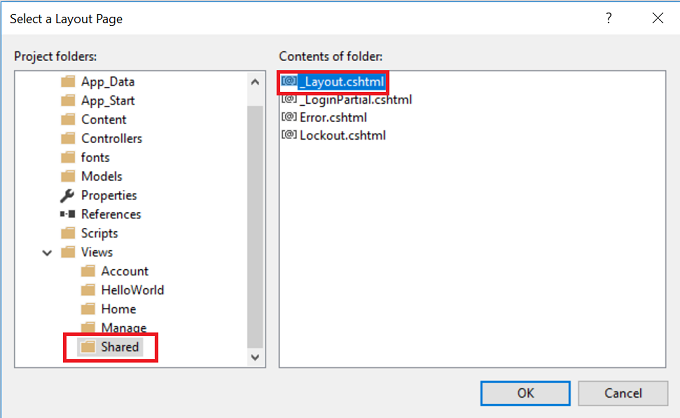 Select a Layout Page
?
Project folders:
Contents of folder:
App_Data
App_Start
Content
Controllers
fonts
Models
Properties
References
Scripts
Views
Account
HelloWorld
Home
Manage
Shared
[@] _Layout.cshtml
[@] _LoginPartial.cshtml
[@] Error.cshtml
[@] Lockout.cshtml
OK
Cancel